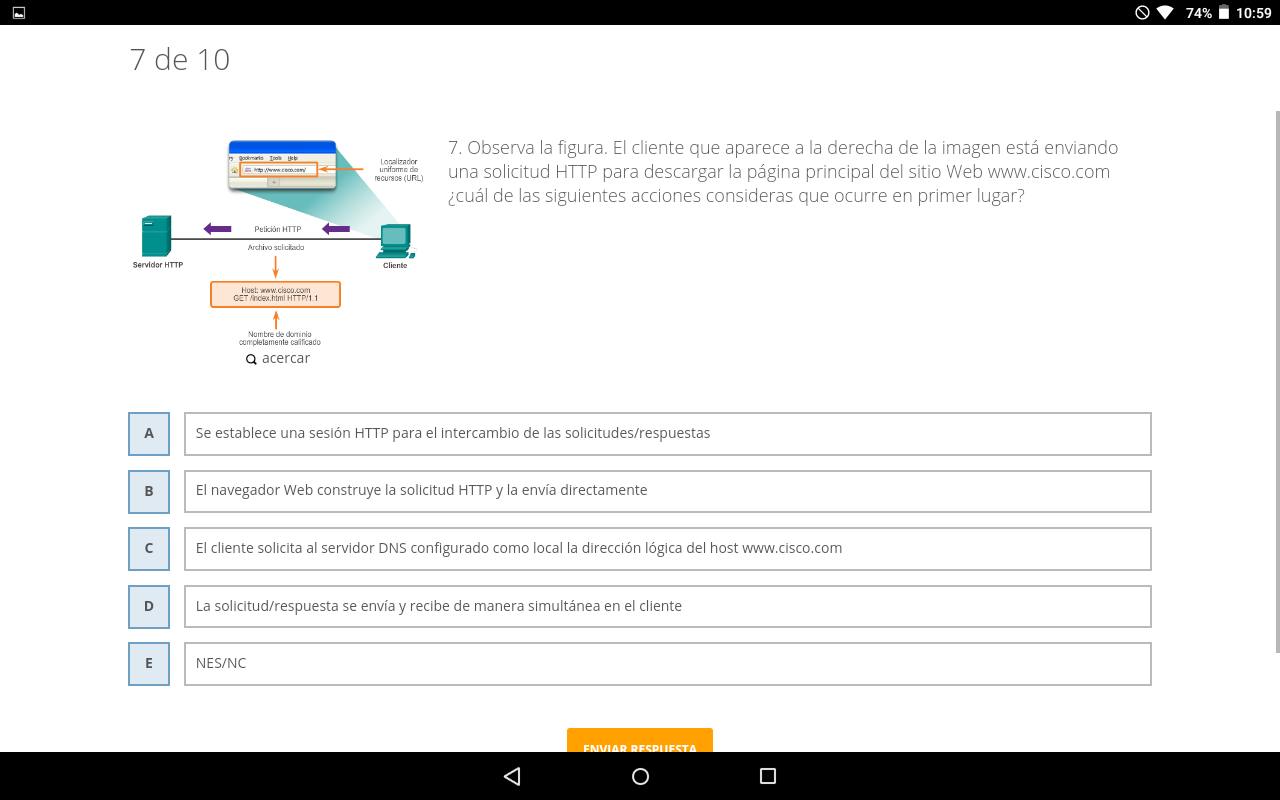 74% 10:59
7 de 10
ry Bookmarks Tools Help
http://www.cisco.com/
Localizador
uniforme de
recursos (URL)
Petición HTTP
Archivo solicitado
Servidor HTTP
Cliente
Host: www.cisco.com
GET /index.html HTTP/1.1
Nombre de dominio
completamente calificado
acercar
7. Observa la figura. El cliente que aparece a la derecha de la imagen está enviando
una solicitud HTTP para descargar la página principal del sitio Web www.cisco.com
¿cuál de las siguientes acciones consideras que ocurre en primer lugar?
A Se establece una sesión HTTP para el intercambio de las solicitudes/respuestas
B El navegador Web construye la solicitud HTTP y la envía directamente
C El cliente solicita al servidor DNS configurado como local la dirección lógica del host www.cisco.com
D La solicitud/respuesta se envía y recibe de manera simultánea en el cliente
E NES/NC
ENVIAR RESPUESTA